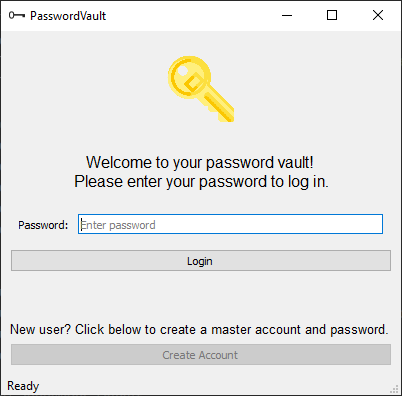 PasswordVault
Welcome to your password vault!
Please enter your password to log in.
Password: Enter password
Login
New user? Click below to create a master account and password.
Create Account
Ready